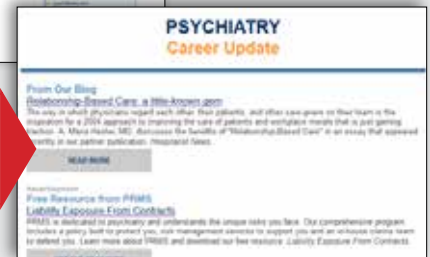 PSYCHIATRY
Career Update
From Our Blog
Relationship-Based Care: a little-known gem
The way in which physicians regard each other, their patients, and other care-givers on their team is the
inspiration for a 2004 approach to improving the care of patients and workplace morale that is just gaining
traction. A. Maria Hester, MD, discusses the benefits of "Relationship-Based Care" in an essay that appeared
recently in our partner publication, Hospitalist News.
READ MORE
Advertisement
Free Resource from PRMS
Liability Exposure From Contracts
PRMS is dedicated to psychiatry and understands the unique risks you face. Our comprehensive program
includes a policy built to protect you, risk management services to support you and an in-house claims team
to defend you. Learn more about PRMS and download our free resource: Liability Exposure From Contracts.